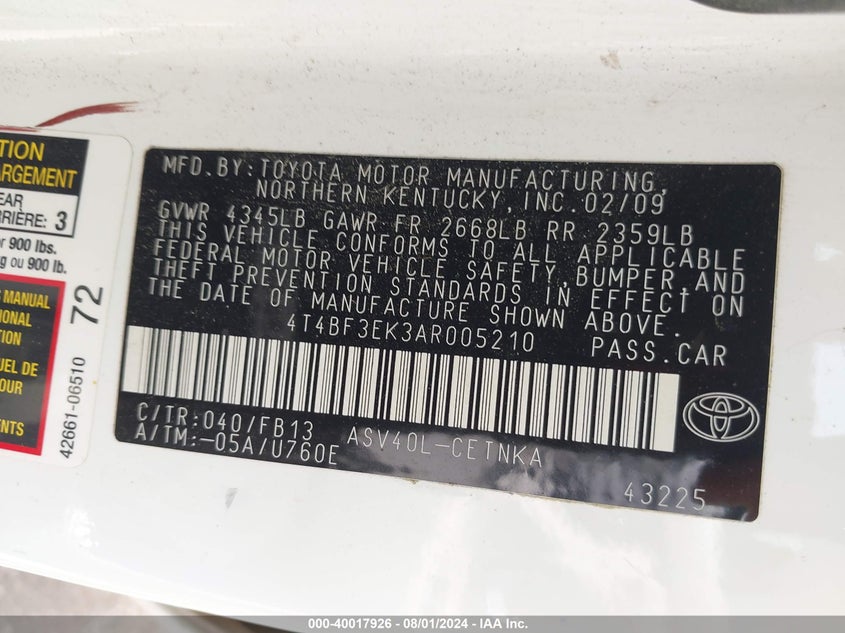 TION
ARGEMENT
EAR
RRIÈRE: 3
r 900 lbs.
g ou 900 lb.
S MANUAL
IONAL
TION
UEL DE
OUR
EMENTS
42661-06510 72
MFD.BY:TOYOTA MOTOR MANUFACTURING,
NORTHERN KENTUCKY, INC. 02/09
GVWR 4345LB GAWR FR 2668LB RR 2359LB
THIS VEHICLE CONFORMS TO ALL APPLICABLE
FEDERAL MOTOR VEHICLE SAFETY, BUMPER, AND
THEFT PREVENTION STANDARDS IN EFFECT ON
THE DATE OF MANUFACTURE SHOWN ABOVE.
4T4BF3EK3AR005210 PASS.CAR
C/TR:040/FB13 ASV40L-CETNKA
A/TM:-05A/U760E
43225
000-40017926 - 08/01/2024 - IAA Inc.